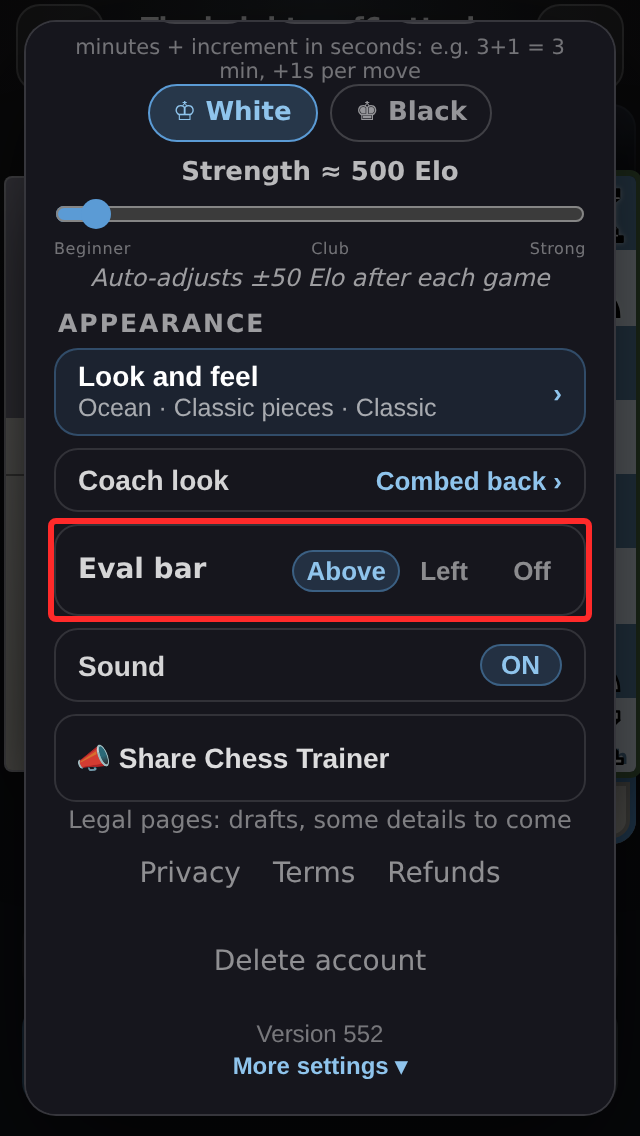 minutes + increment in seconds: e.g. 3+1 = 3
min, +1s per move
♔ White
♚ Black
Strength ≈ 500 Elo
Beginner Club Strong
Auto-adjusts ±50 Elo after each game
APPEARANCE
Look and feel
Ocean · Classic pieces · Classic ›
Coach look Combed back ›
Eval bar Above Left Off
Sound ON
📣 Share Chess Trainer
Legal pages: drafts, some details to come
Privacy Terms Refunds
Delete account
Version 552
More settings ▾